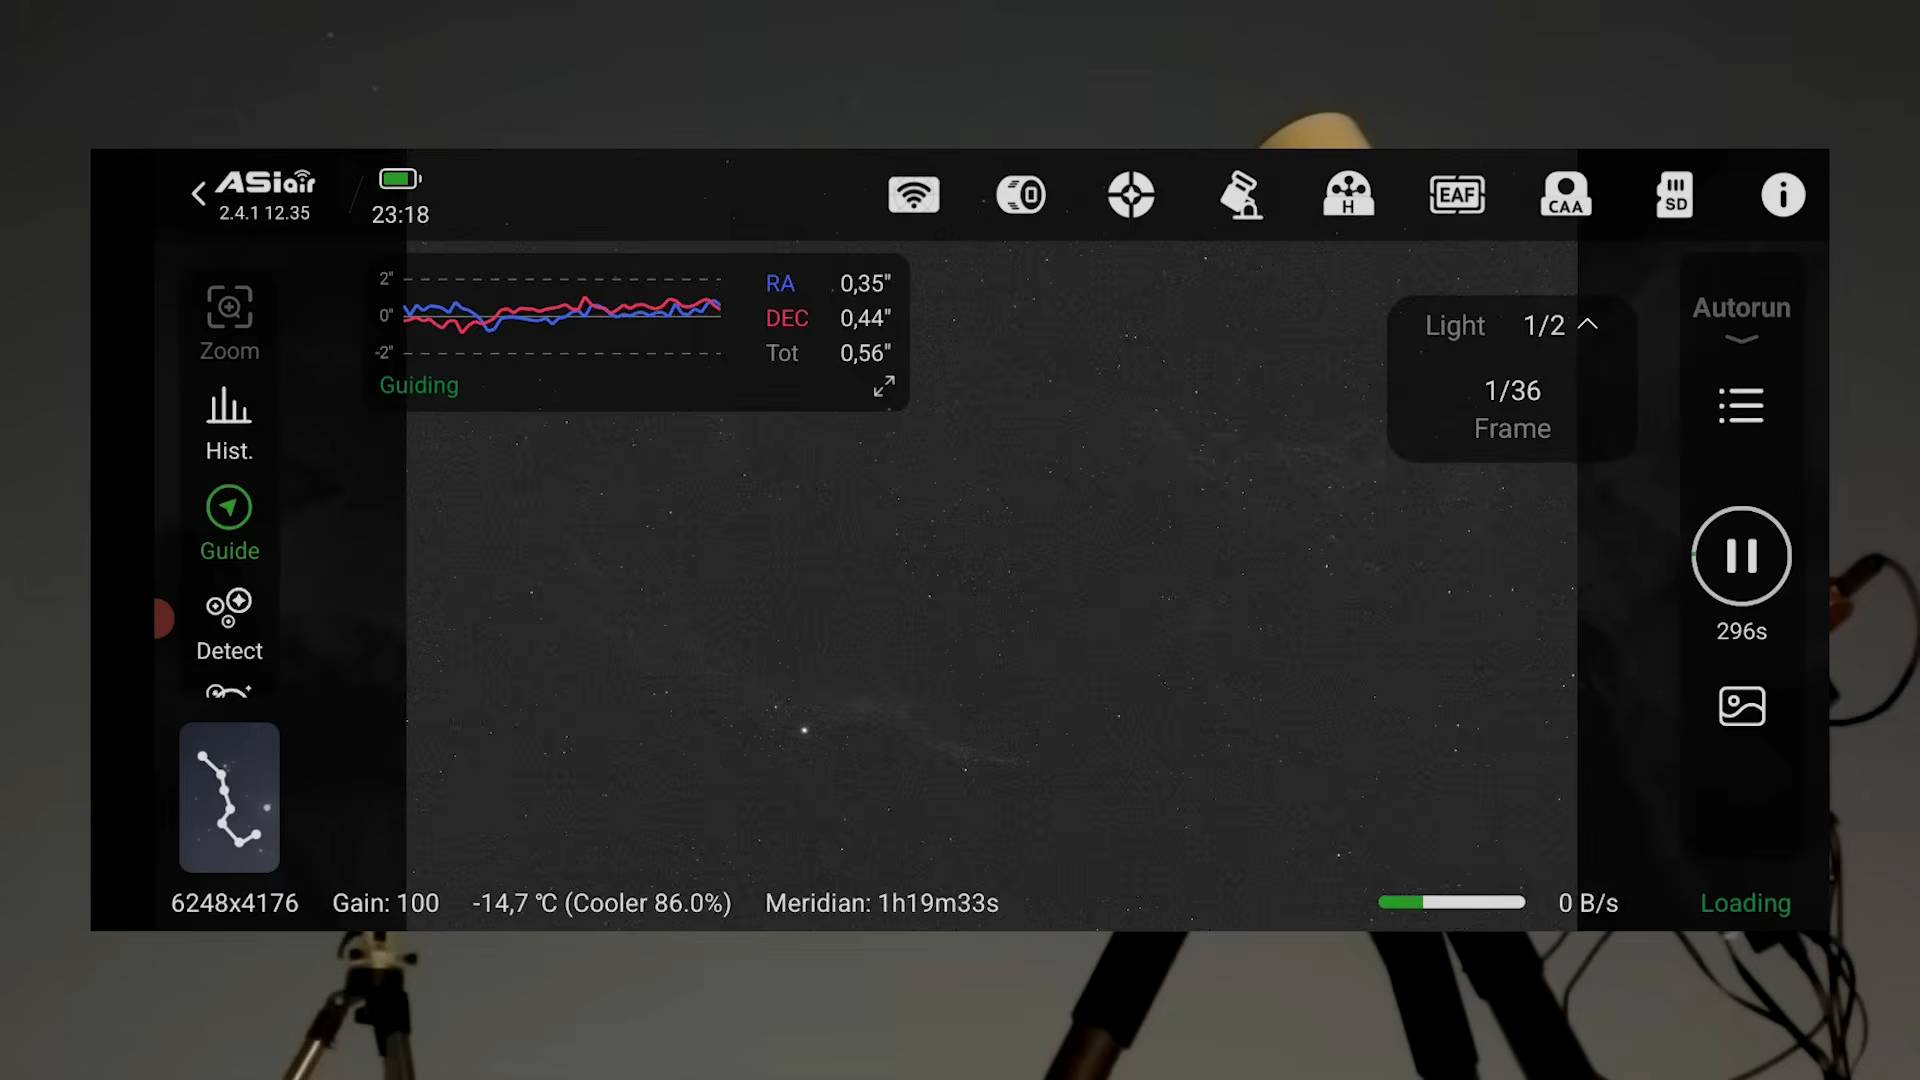 ASiair
2.4.1 12.35
23:18
H
EAF
CAA
SD
Zoom
Hist.
Guide
Detect
2"
0"
-2"
RA 0,35"
DEC 0,44"
Tot 0,56"
Guiding
Light 1/2
1/36
Frame
Autorun
296s
6248x4176 Gain: 100 -14,7 ℃ (Cooler 86.0%) Meridian: 1h19m33s 0 B/s Loading